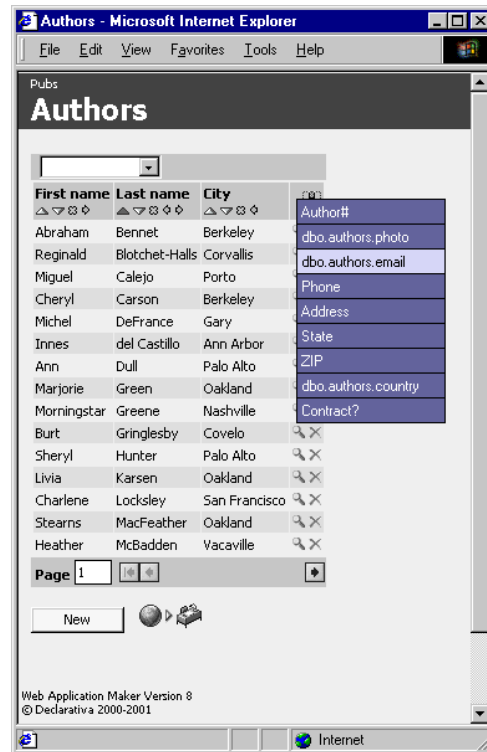 Authors - Microsoft Internet Explorer
File Edit View Favorites Tools Help
Pubs
Authors
First name Last name City
Author#
dbo.authors.photo
dbo.authors.email
Phone
Address
State
ZIP
dbo.authors.country
Contract?
Abraham Bennet Berkeley
Reginald Blotchet-Halls Corvallis
Miguel Calejo Porto
Cheryl Carson Berkeley
Michel DeFrance Gary
Innes del Castillo Ann Arbor
Ann Dull Palo Alto
Marjorie Green Oakland
Morningstar Greene Nashville
Burt Gringlesby Covelo
Sheryl Hunter Palo Alto
Livia Karsen Oakland
Charlene Locksley San Francisco
Stearns MacFeather Oakland
Heather McBadden Vacaville
Page 1
New
Web Application Maker Version 8
© Declarativa 2000-2001
Internet